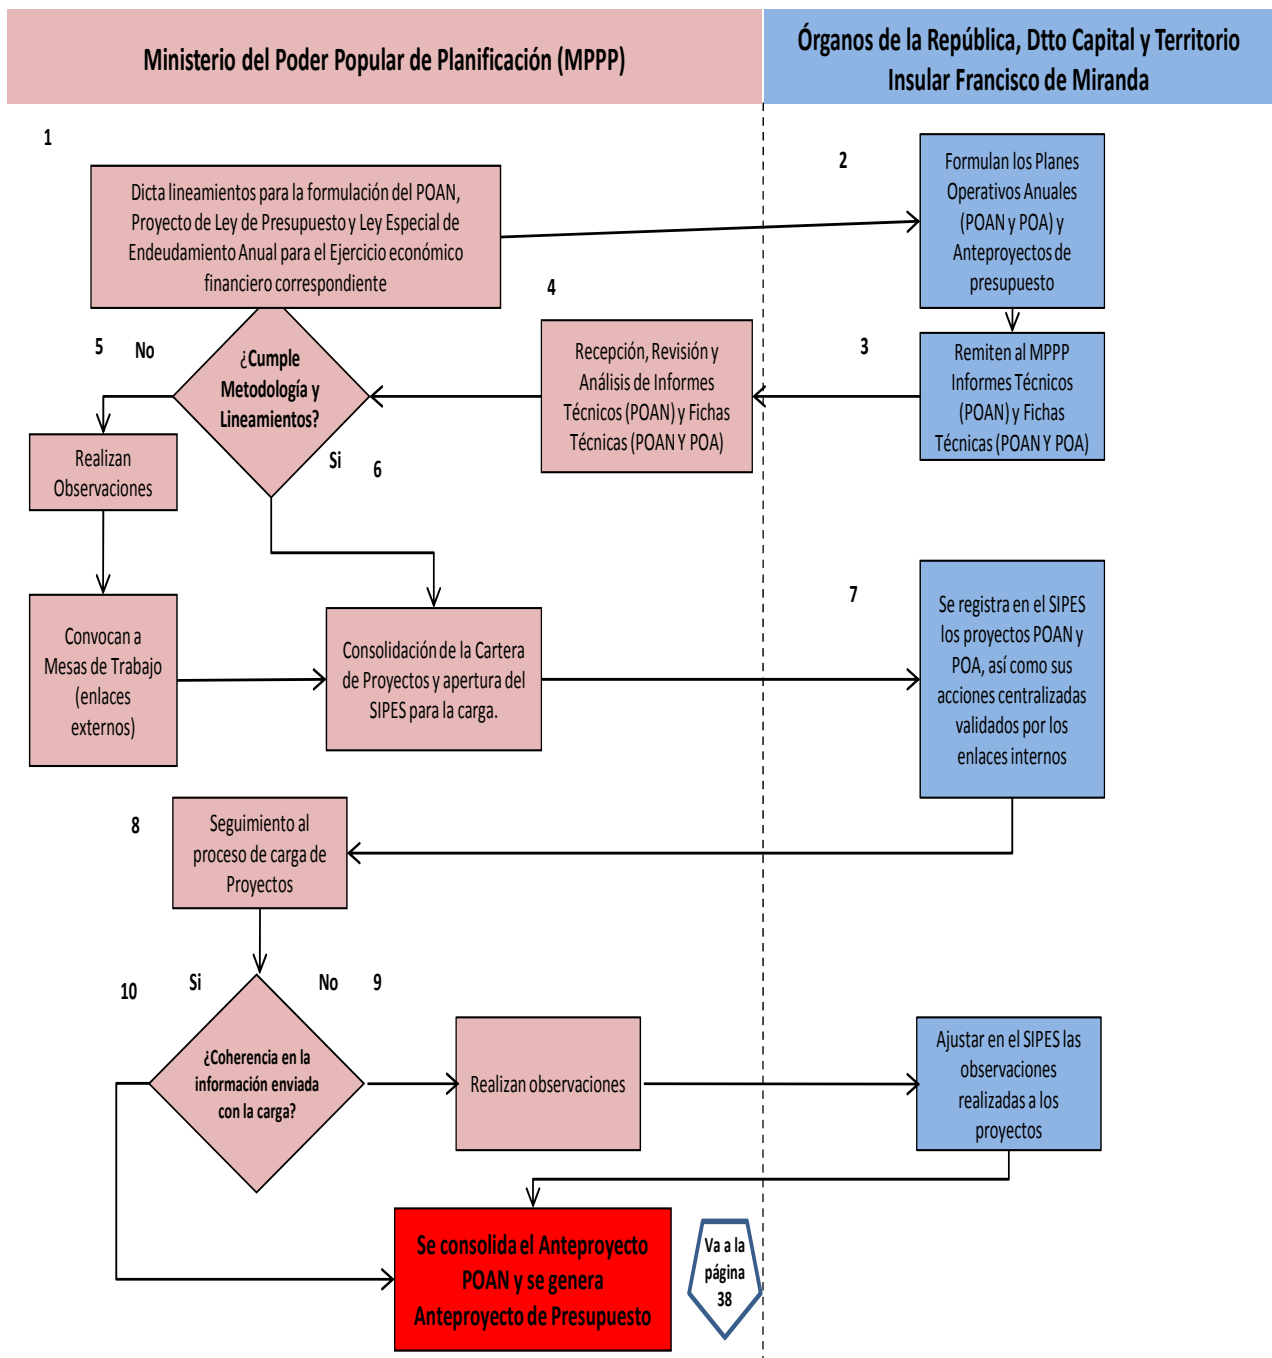 Ministerio del Poder Popular de Planificación (MPPP)
Órganos de la República, Dtto Capital y Territorio
Insular Francisco de Miranda
1
Dicta lineamientos para la formulación del POAN,
Proyecto de Ley de Presupuesto y Ley Especial de
Endeudamiento Anual para el Ejercicio económico
financiero correspondiente
2
Formulan los Planes
Operativos Anuales
(POAN y POA) y
Anteproyectos de
presupuesto
3
Remiten al MPPP
Informes Técnicos
(POAN) y Fichas
Técnicas (POAN Y POA)
4
Recepción, Revisión y
Análisis de Informes
Técnicos (POAN) y Fichas
Técnicas (POAN Y POA)
¿Cumple
Metodología y
Lineamientos?
5
No
Realizan
Observaciones
Convocan a
Mesas de Trabajo
(enlaces
externos)
Si
6
Consolidación de la Cartera
de Proyectos y apertura del
SIPES para la carga.
7
Se registra en el SIPES
los proyectos POAN y
POA, así como sus
acciones centralizadas
validados por los
enlaces internos
8
Seguimiento al
proceso de carga de
Proyectos
10
Si
No
9
¿Coherencia en la
información enviada
con la carga?
Realizan observaciones
Ajustar en el SIPES las
observaciones
realizadas a los
proyectos
Se consolida el Anteproyecto
POAN y se genera
Anteproyecto de Presupuesto
Va a la
página
38